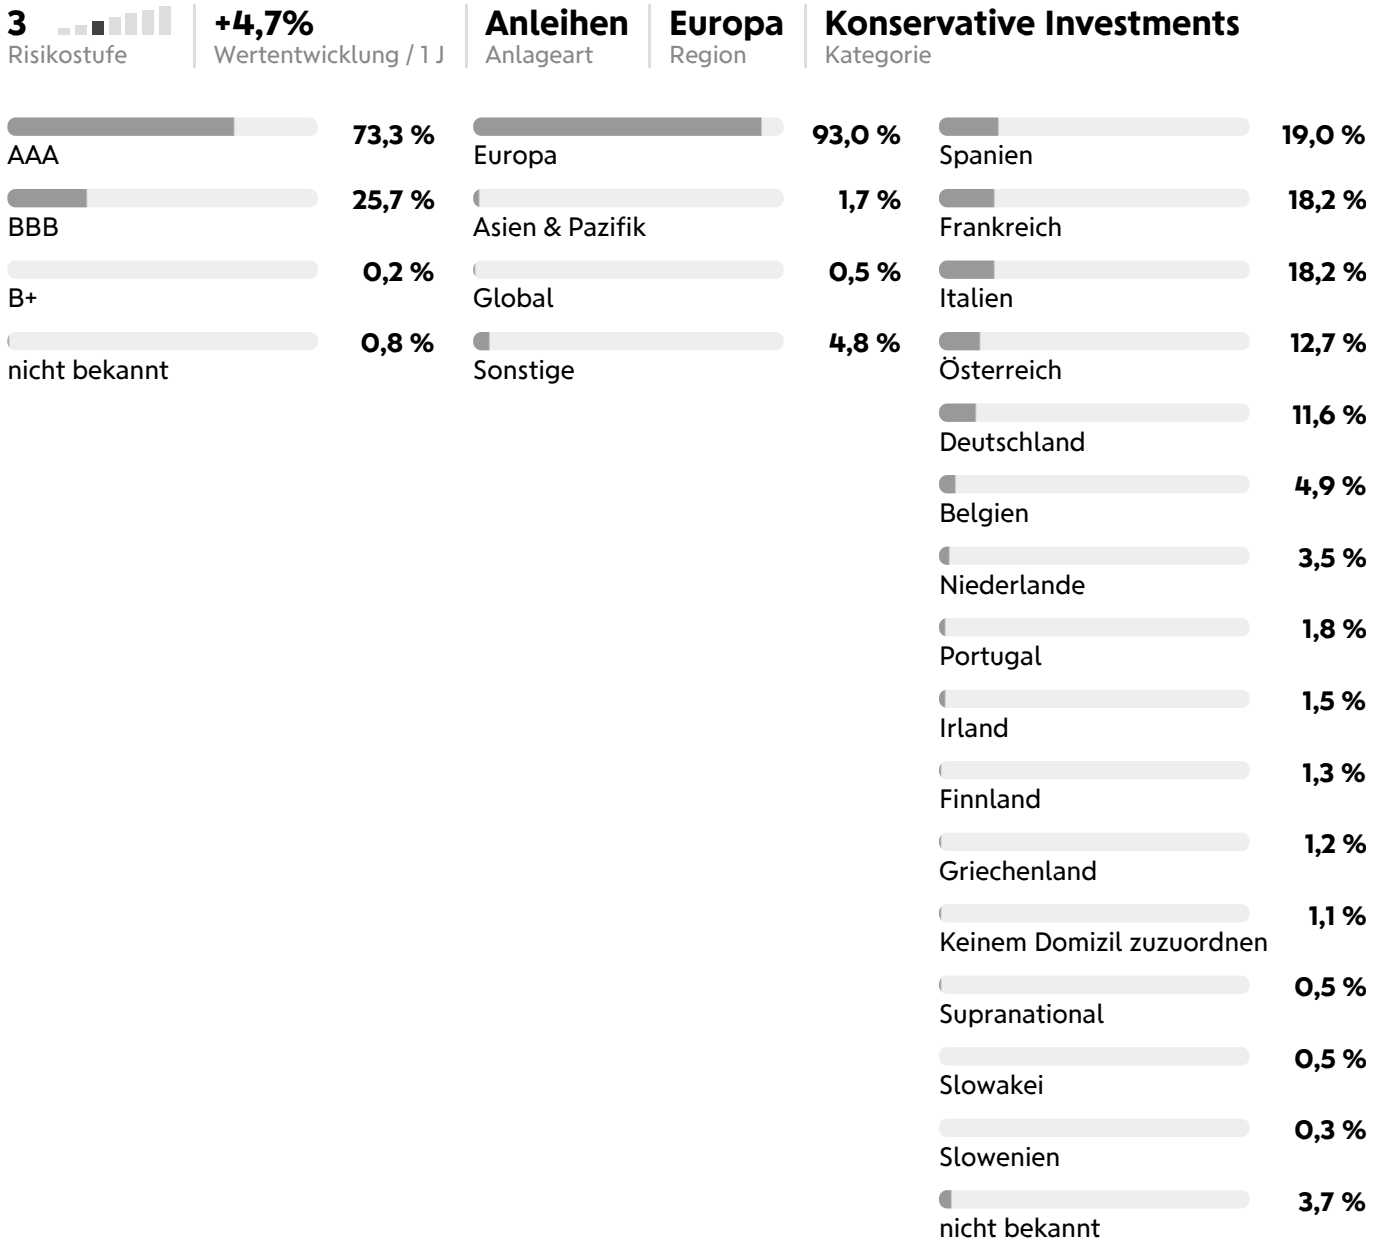 3
Risikostufe
+4,7%
Wertentwicklung / 1 J
Anleihen
Anlageart
Europa
Region
Konservative Investments
Kategorie
73,3 %
AAA
25,7 %
BBB
0,2 %
B+
0,8 %
nicht bekannt
93,0 %
Europa
1,7 %
Asien & Pazifik
0,5 %
Global
4,8 %
Sonstige
19,0 %
Spanien
18,2 %
Frankreich
18,2 %
Italien
12,7 %
Österreich
11,6 %
Deutschland
4,9 %
Belgien
3,5 %
Niederlande
1,8 %
Portugal
1,5 %
Irland
1,3 %
Finnland
1,2 %
Griechenland
1,1 %
Keinem Domizil zuzuordnen
0,5 %
Supranational
0,5 %
Slowakei
0,3 %
Slowenien
3,7 %
nicht bekannt